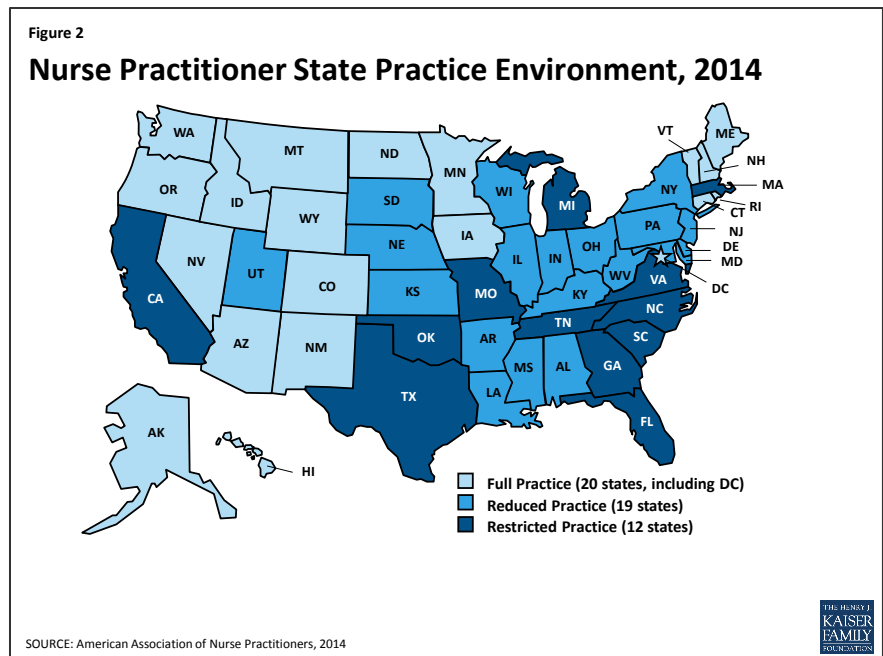 Figure 2
Nurse Practitioner State Practice Environment, 2014
WA
MT
ND
MN
VT
ME
NH
MA
RI
CT
NJ
DE
MD
DC
OR
ID
WY
SD
WI
MI
NY
NE
IA
PA
NV
UT
CO
KS
IL
IN
OH
WV
VA
CA
MO
KY
NC
AZ
NM
OK
AR
TN
SC
TX
LA
MS
AL
GA
FL
AK
HI
Full Practice (20 states, including DC)
Reduced Practice (19 states)
Restricted Practice (12 states)
SOURCE: American Association of Nurse Practitioners, 2014
THE HENRY J.
KAISER
FAMILY
FOUNDATION